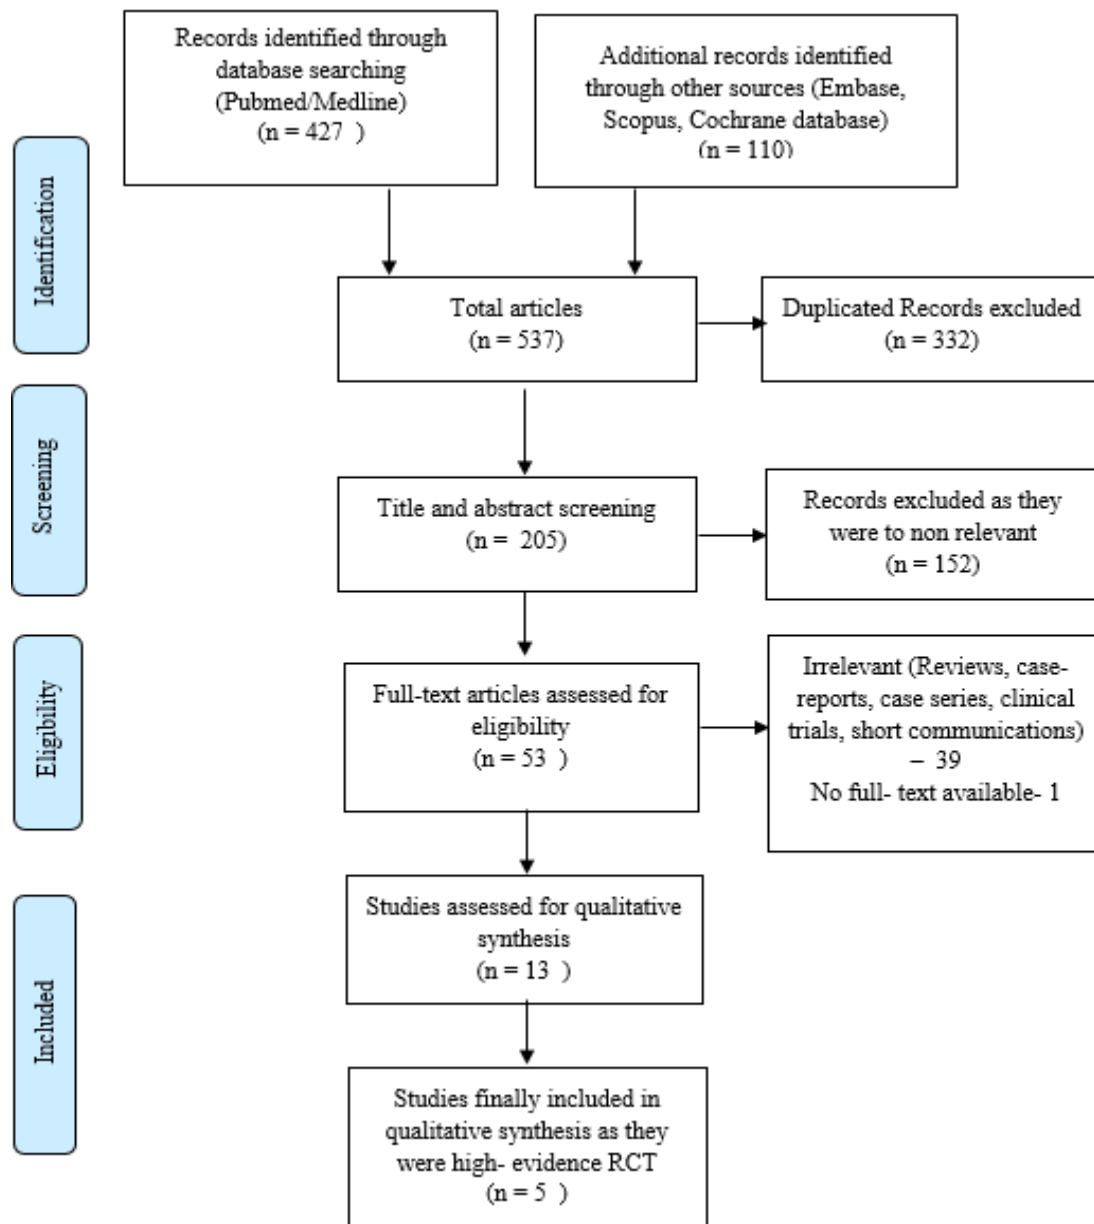 Records identified through
database searching
(Pubmed/Medline)
(n = 427  )
Additional records identified
through other sources (Embase,
Scopus, Cochrane database)
(n = 110)
Identification
Total articles
(n = 537)
Duplicated Records excluded
(n = 332)
Screening
Title and abstract screening
(n =  205)
Records excluded as they
were to non relevant
(n = 152)
Eligibility
Full-text articles assessed for
eligibility
(n = 53  )
Irrelevant (Reviews, case-
reports, case series, clinical
trials, short communications)
–  39
No full- text available- 1
Included
Studies assessed for qualitative
synthesis
(n = 13  )
Studies finally included in
qualitative synthesis as they
were high- evidence RCT
(n = 5  )